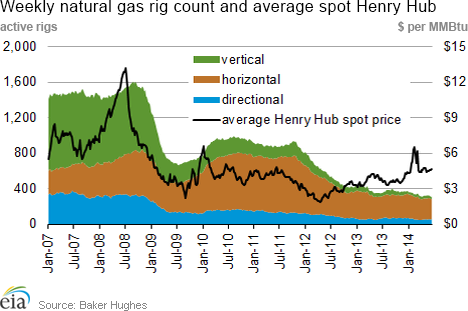 Weekly natural gas rig count and average spot Henry Hub
active rigs $ per MMBtu
2,000 $15
1,600 $12
1,200 $9
800 $6
400 $3
0 $0
vertical
horizontal
directional
average Henry Hub spot price
Jan-07 Jul-07 Jan-08 Jul-08 Jan-09 Jul-09 Jan-10 Jul-10 Jan-11 Jul-11 Jan-12 Jul-12 Jan-13 Jul-13 Jan-14
eia Source: Baker Hughes